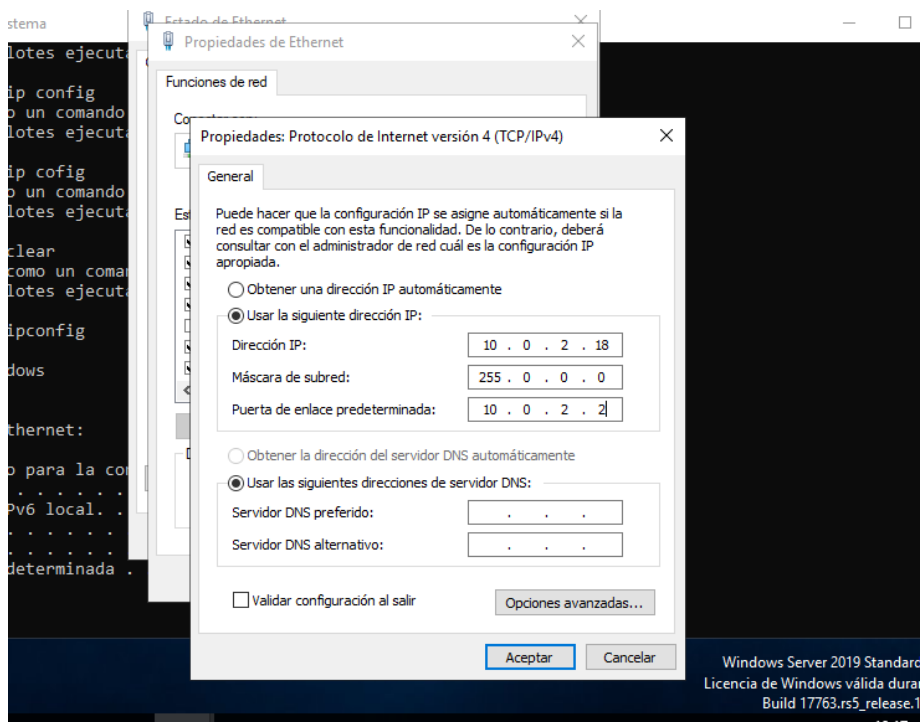 stema
Estado de Ethernet
Propiedades de Ethernet
lotes ejecuta
Funciones de red
ip config
o un comando
lotes ejecuta
Propiedades: Protocolo de Internet versión 4 (TCP/IPv4)
General
ip cofig
o un comando
lotes ejecuta
Puede hacer que la configuración IP se asigne automáticamente si la
red es compatible con esta funcionalidad. De lo contrario, deberá
consultar con el administrador de red cuál es la configuración IP
apropiada.
clear
como un coman
lotes ejecuta
Obtener una dirección IP automáticamente
Usar la siguiente dirección IP:
ipconfig
Dirección IP: 10 . 0 . 2 . 18
dows
Máscara de subred: 255 . 0 . 0 . 0
Puerta de enlace predeterminada: 10 . 0 . 2 . 2
thernet:
Obtener la dirección del servidor DNS automáticamente
o para la con
Usar las siguientes direcciones de servidor DNS:
. . . . . . .
Pv6 local. .
Servidor DNS preferido: . . .
. . . . . .
Servidor DNS alternativo: . . .
. . . . . .
determinada .
Validar configuración al salir
Opciones avanzadas...
Aceptar
Cancelar
Windows Server 2019 Standard
Licencia de Windows válida duran
Build 17763.rs5_release.1